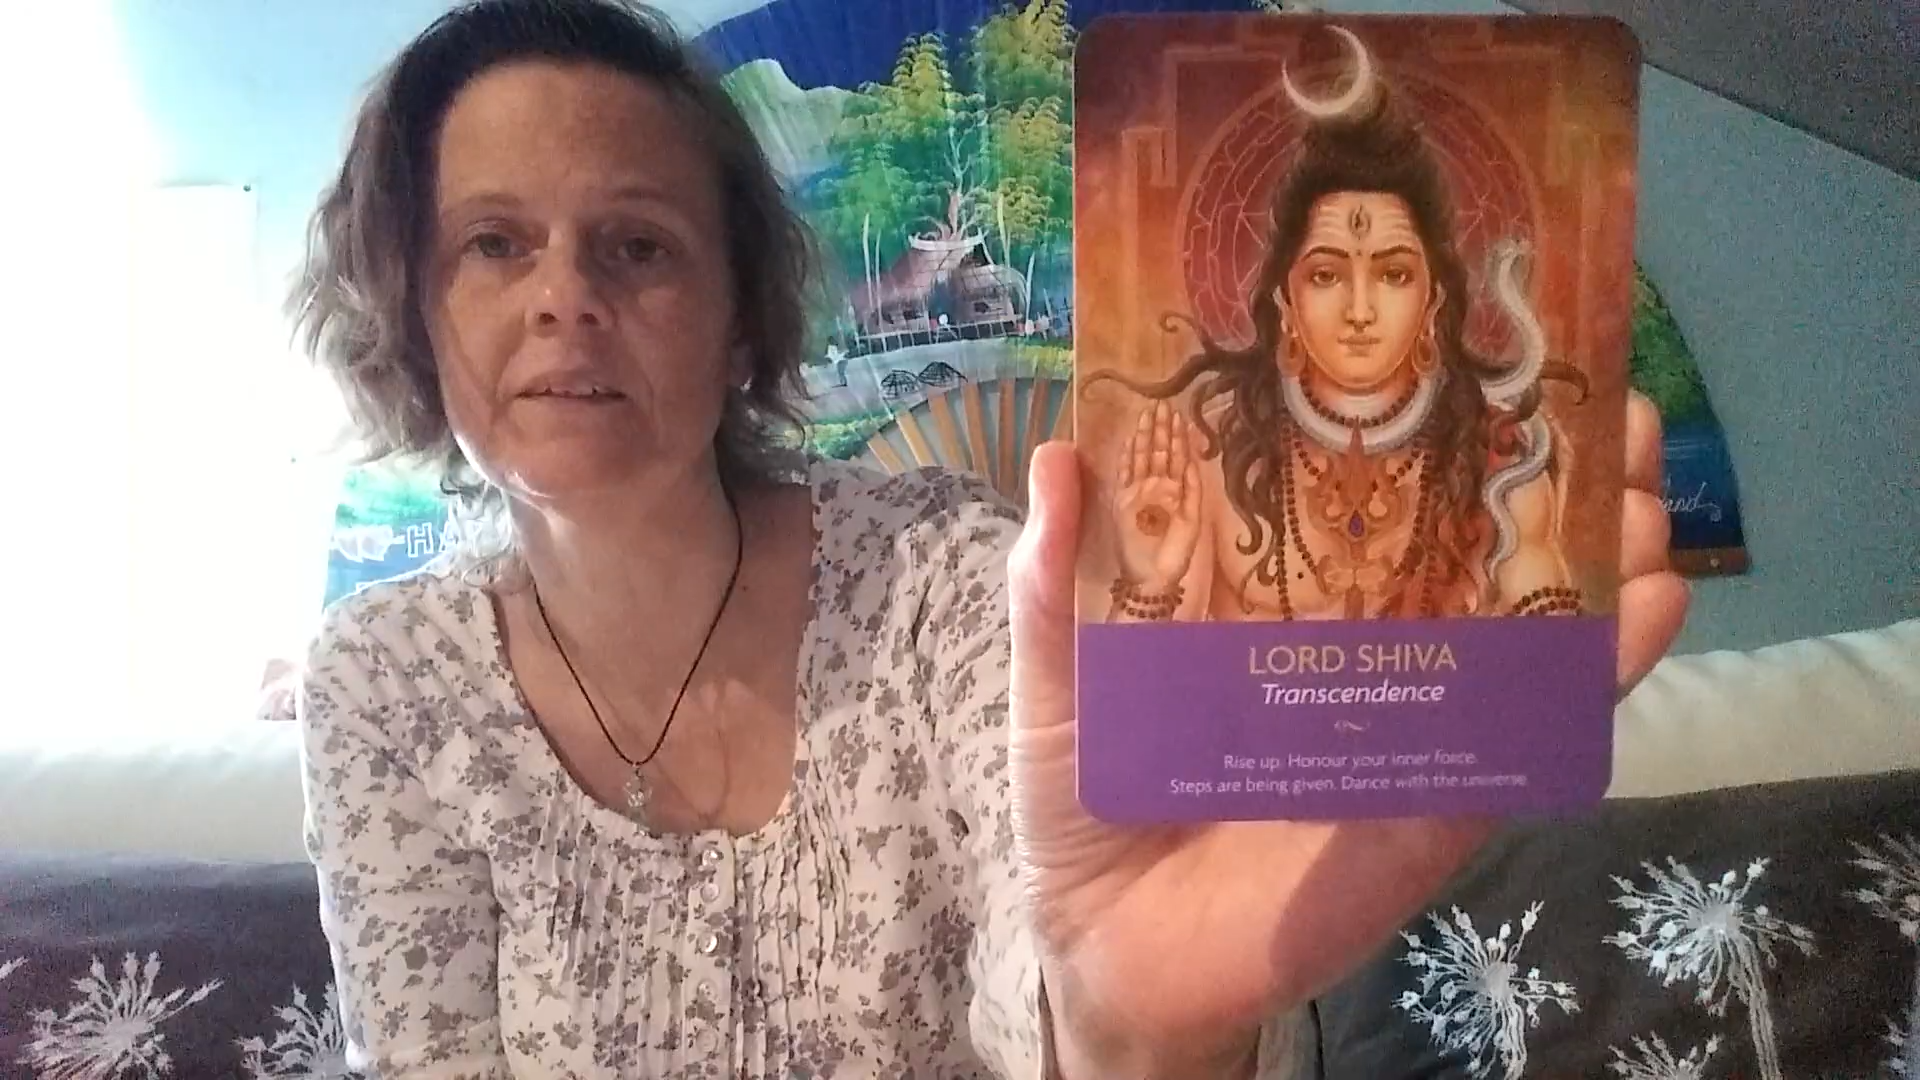 LORD SHIVA
Transcendence
Rise up. Honour your inner force.
Steps are being given. Dance with the universe.